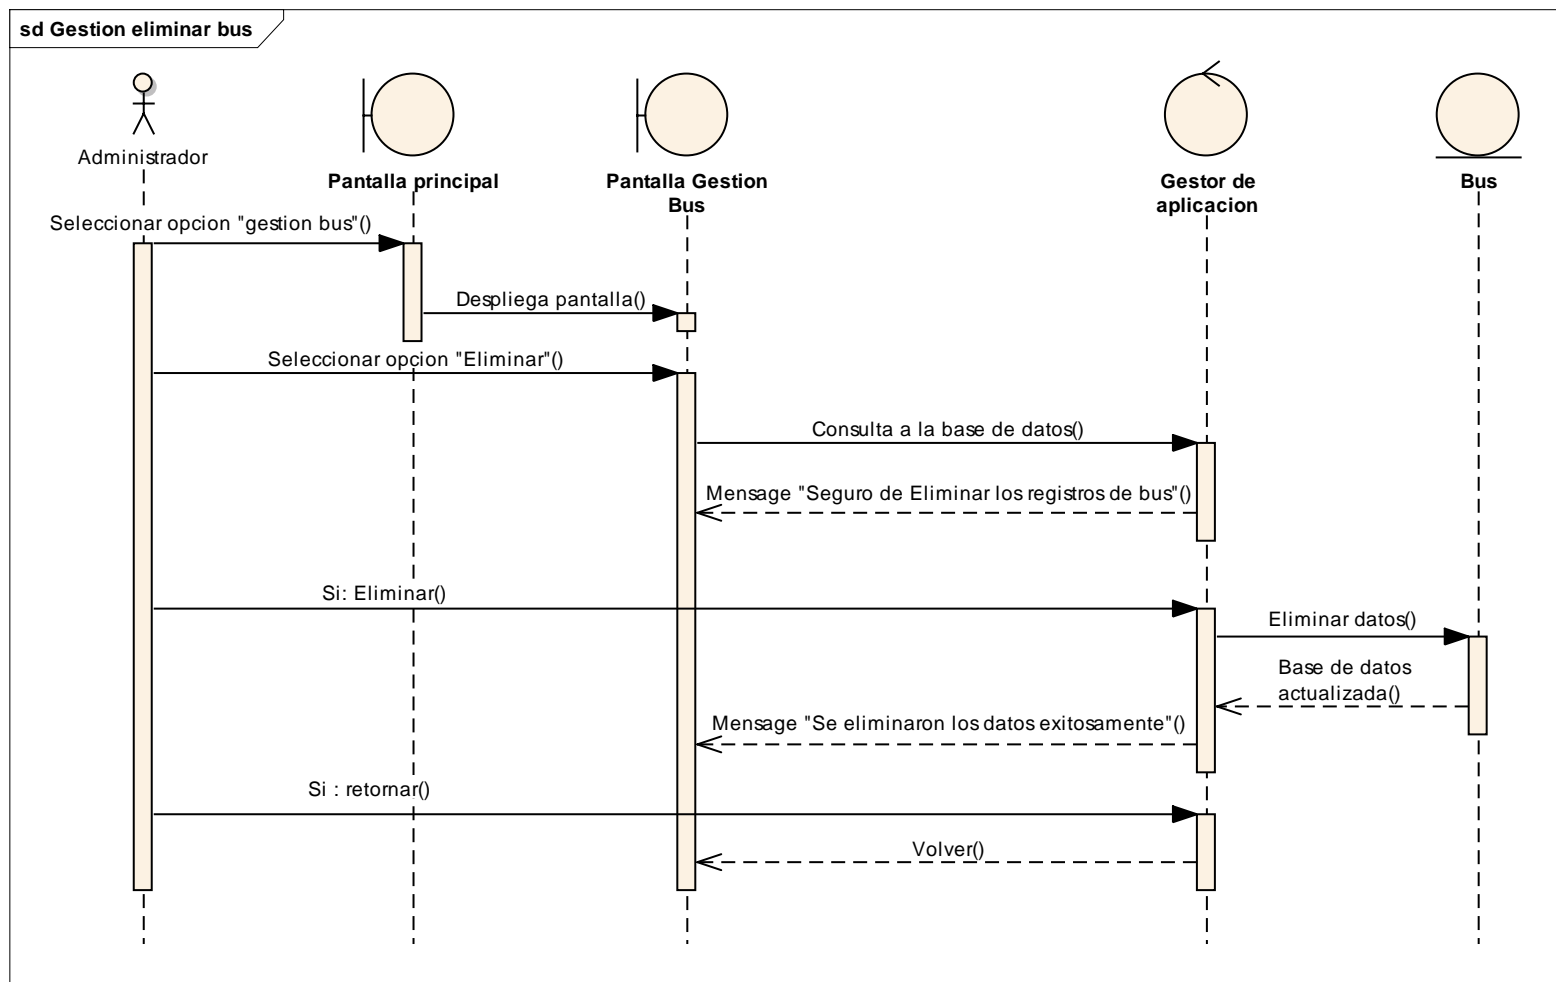 sd Gestion eliminar bus
Administrador
Pantalla principal
Pantalla Gestion
Bus
Gestor de
aplicacion
Bus
Seleccionar opcion "gestion bus"()
Despliega pantalla()
Seleccionar opcion "Eliminar"()
Consulta a la base de datos()
Mensage "Seguro de Eliminar los registros de bus"()
Si: Eliminar()
Eliminar datos()
Base de datos
actualizada()
Mensage "Se eliminaron los datos exitosamente"()
Si : retornar()
Volver()